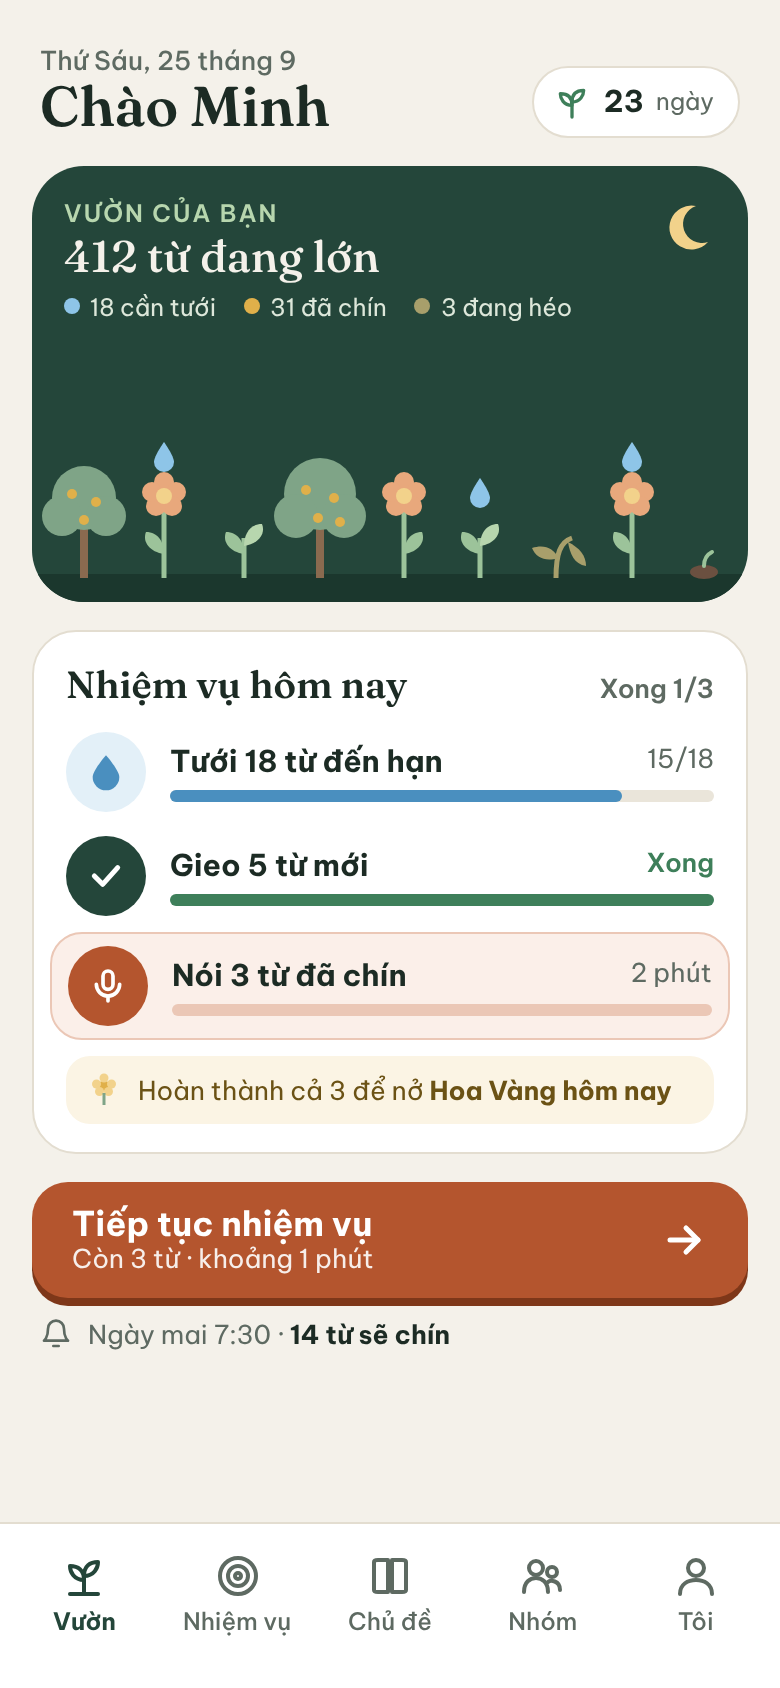 Thứ Sáu, 25 tháng 9
Chào Minh
23 ngày
VƯỜN CỦA BẠN
412 từ đang lớn
18 cần tưới
31 đã chín
3 đang héo
Nhiệm vụ hôm nay
Xong 1/3
Tưới 18 từ đến hạn
15/18
Gieo 5 từ mới
Xong
Nói 3 từ đã chín
2 phút
Hoàn thành cả 3 để nở Hoa Vàng hôm nay
Tiếp tục nhiệm vụ
Còn 3 từ · khoảng 1 phút
Ngày mai 7:30 · 14 từ sẽ chín
Vườn
Nhiệm vụ
Chủ đề
Nhóm
Tôi